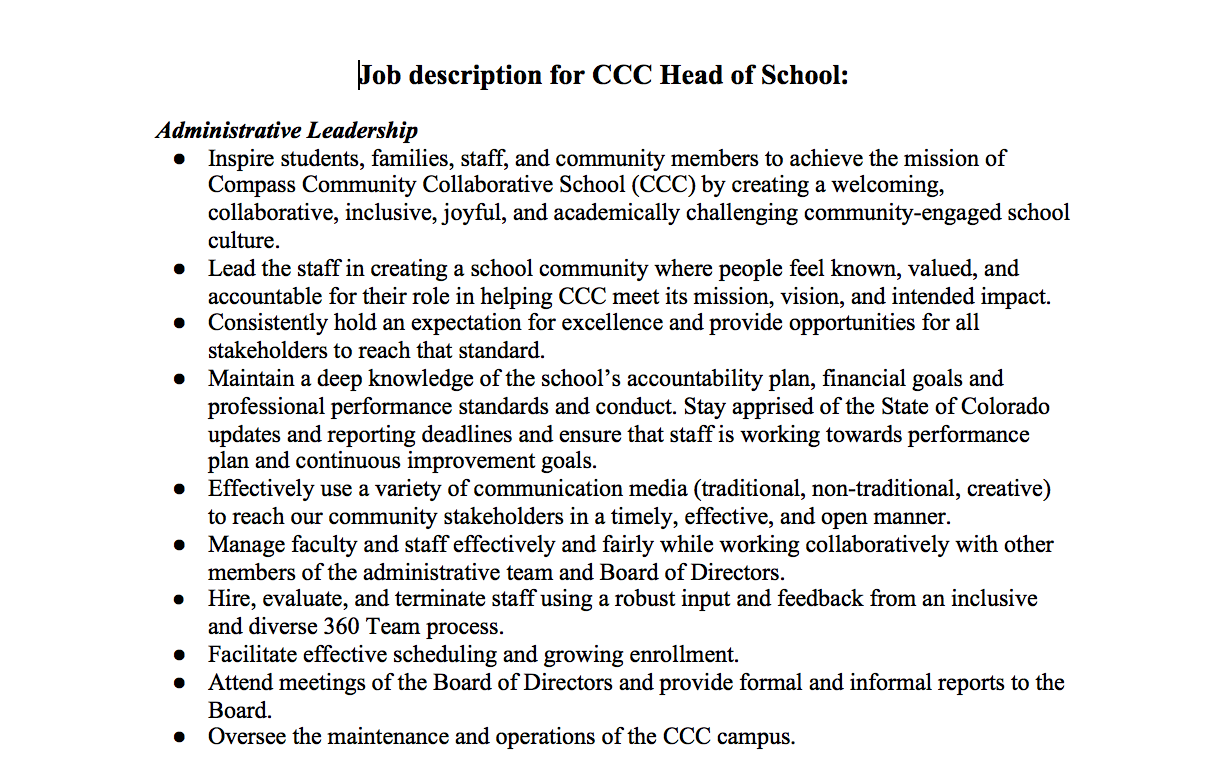 Job description for CCC Head of School:
Administrative Leadership
● Inspire students, families, staff, and community members to achieve the mission of
Compass Community Collaborative School (CCC) by creating a welcoming,
collaborative, inclusive, joyful, and academically challenging community-engaged school
culture.
● Lead the staff in creating a school community where people feel known, valued, and
accountable for their role in helping CCC meet its mission, vision, and intended impact.
● Consistently hold an expectation for excellence and provide opportunities for all
stakeholders to reach that standard.
● Maintain a deep knowledge of the school’s accountability plan, financial goals and
professional performance standards and conduct. Stay apprised of the State of Colorado
updates and reporting deadlines and ensure that staff is working towards performance
plan and continuous improvement goals.
● Effectively use a variety of communication media (traditional, non-traditional, creative)
to reach our community stakeholders in a timely, effective, and open manner.
● Manage faculty and staff effectively and fairly while working collaboratively with other
members of the administrative team and Board of Directors.
● Hire, evaluate, and terminate staff using a robust input and feedback from an inclusive
and diverse 360 Team process.
● Facilitate effective scheduling and growing enrollment.
● Attend meetings of the Board of Directors and provide formal and informal reports to the
Board.
● Oversee the maintenance and operations of the CCC campus.